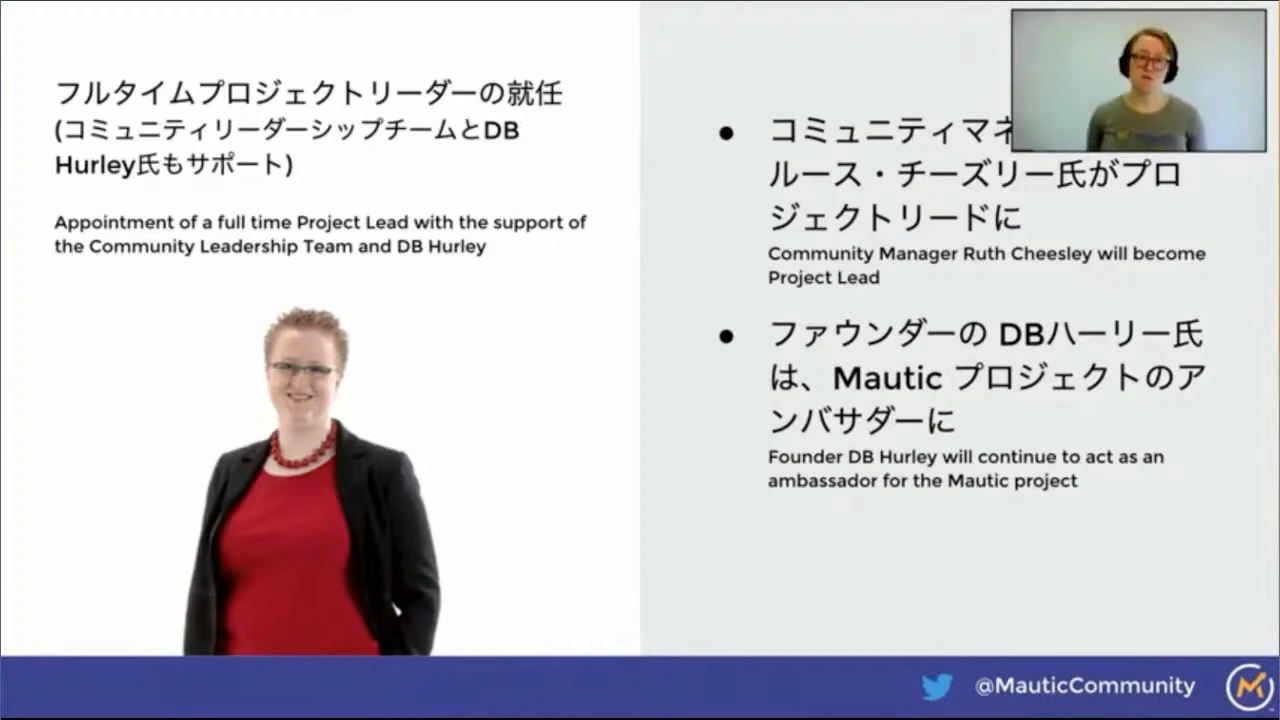 フルタイムプロジェクトリーダーの就任
(コミュニティリーダーシップチームとDB
Hurley氏もサポート)
Appointment of a full time Project Lead with the support of
the Community Leadership Team and DB Hurley
● コミュニティマネ
ルース・チーズリー氏がプロ
ジェクトリードに
Community Manager Ruth Cheesley will become
Project Lead
● ファウンダーの DBハーリー氏
は、Mautic プロジェクトのア
ンバサダーに
Founder DB Hurley will continue to act as an
ambassador for the Mautic project
@MauticCommunity